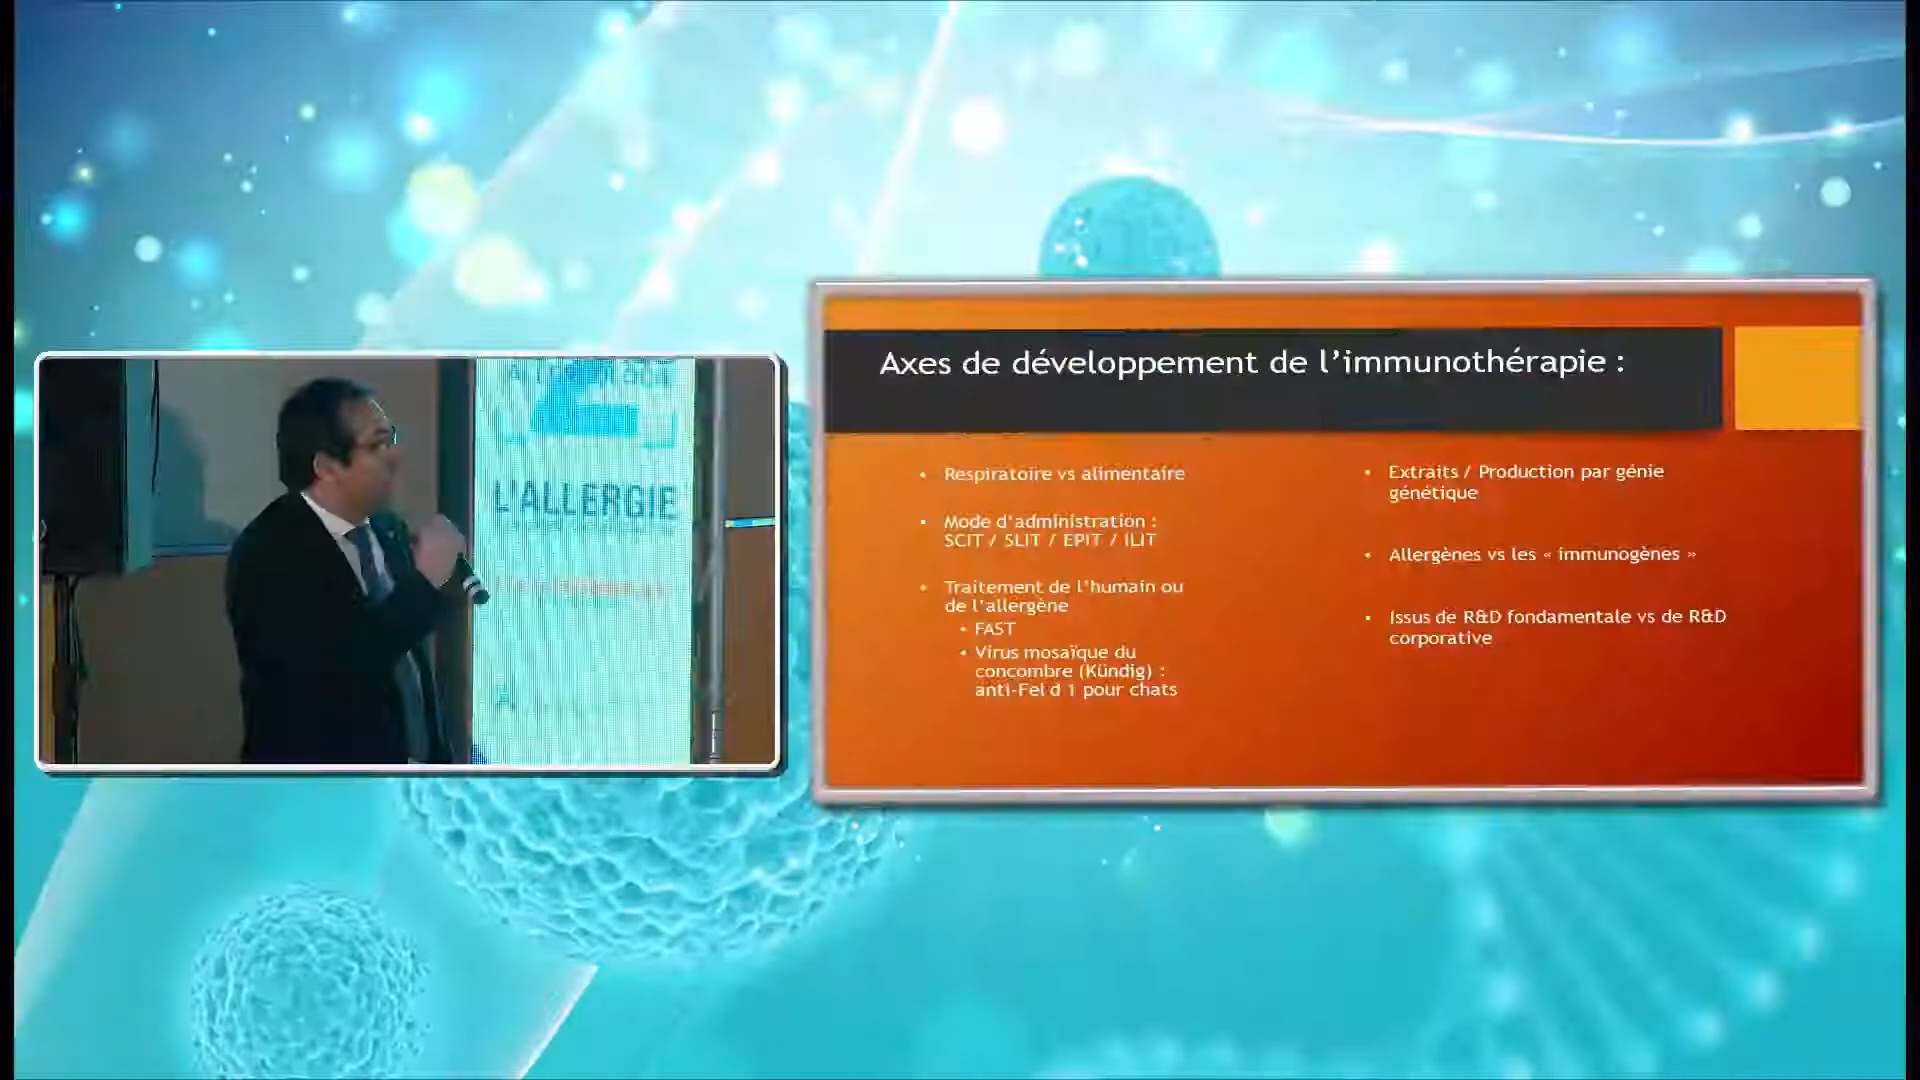 L'ALLERGIE
Axes de développement de l'immunothérapie :
• Respiratoire vs alimentaire
• Mode d'administration :
SCIT / SLIT / EPIT / ILIT
• Traitement de l'humain ou
de l'allergène
• FAST
• Virus mosaïque du
concombre (Kündig) :
anti-Fel d 1 pour chats
• Extraits / Production par génie
génétique
• Allergènes vs les « immunogènes »
• Issus de R&D fondamentale vs de R&D
corporative